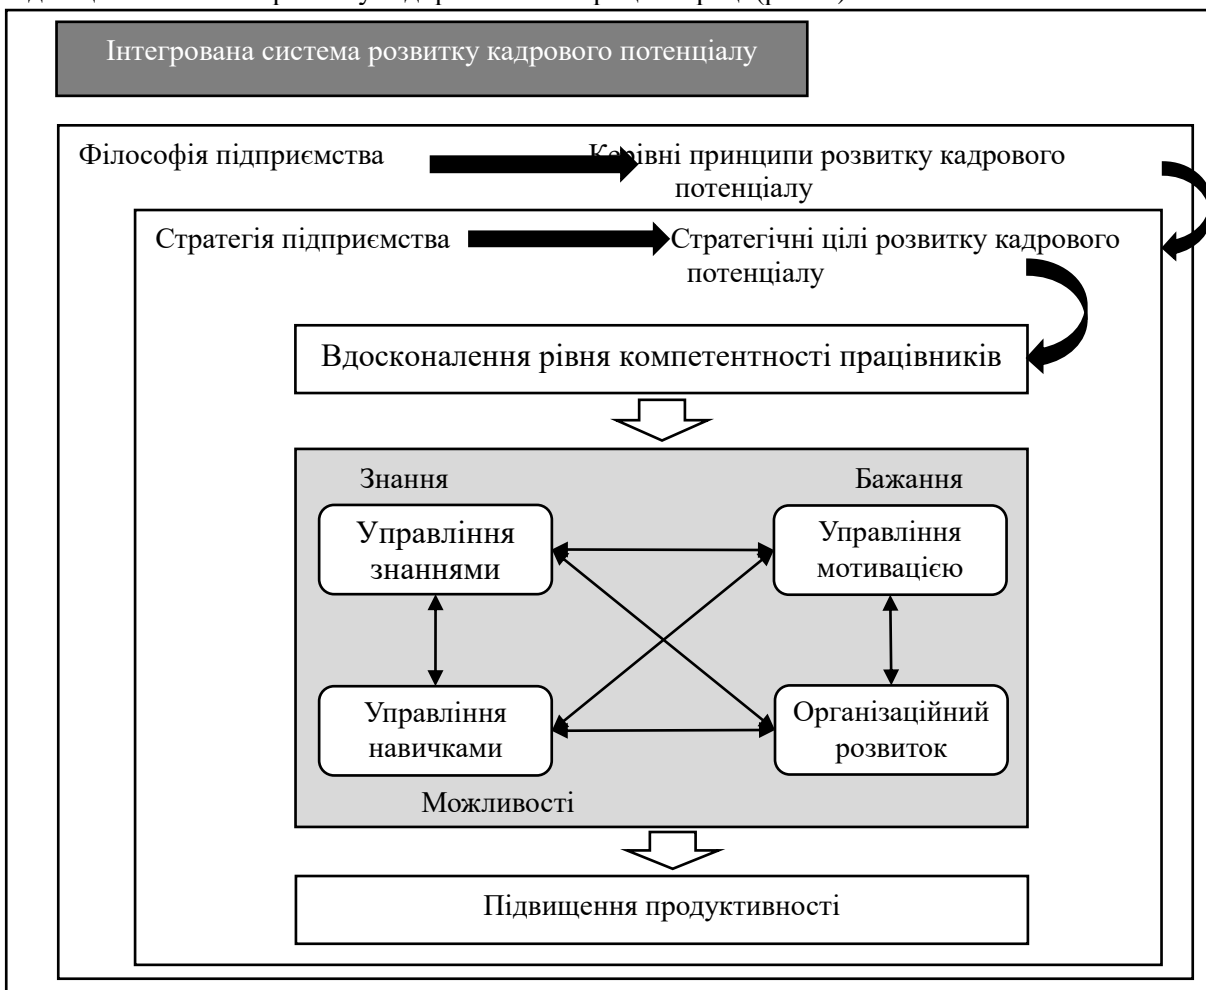 Інтегрована система розвитку кадрового потенціалу
Філософія підприємства
Керівні принципи розвитку кадрового
потенціалу
Стратегія підприємства
Стратегічні цілі розвитку кадрового
потенціалу
Вдосконалення рівня компетентності працівників
Знання
Бажання
Управління
знаннями
Управління
мотивацією
Управління
навичками
Організаційний
розвиток
Можливості
Підвищення продуктивності